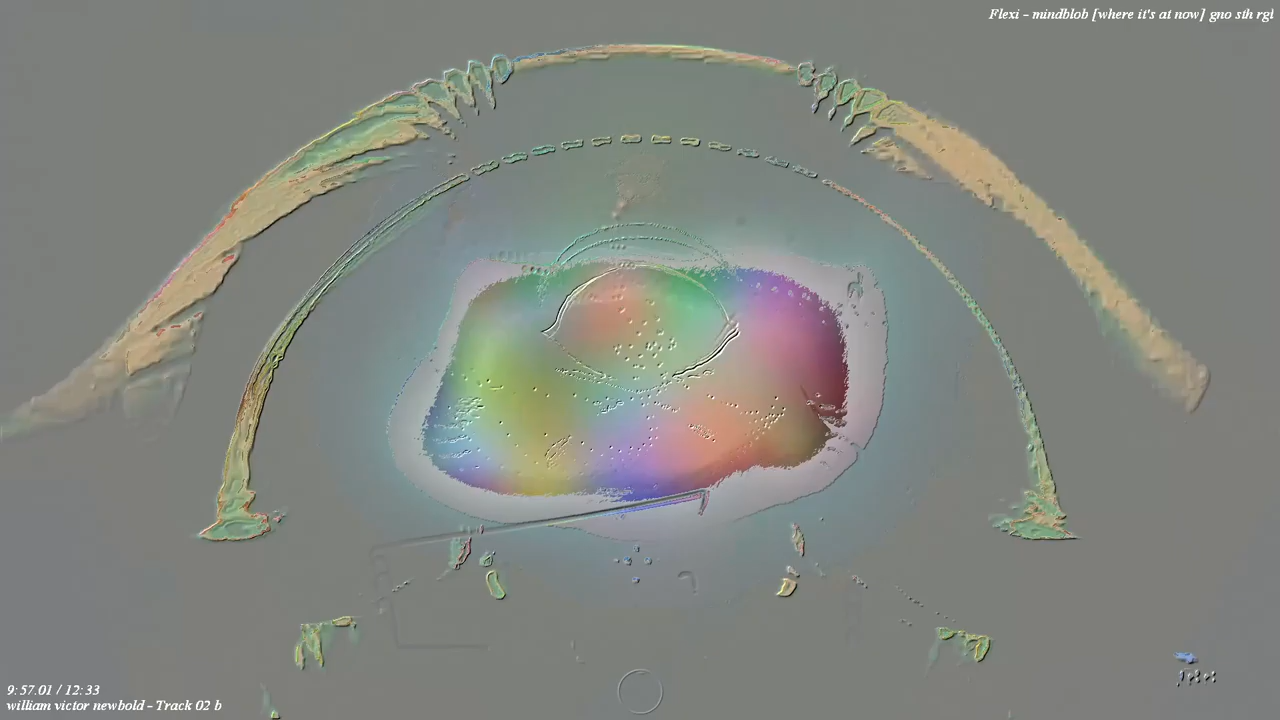 Flexi - mindblob [where it's at now] gno sth rgl
9:57.01 / 12:33
william victor newbold - Track 02 b